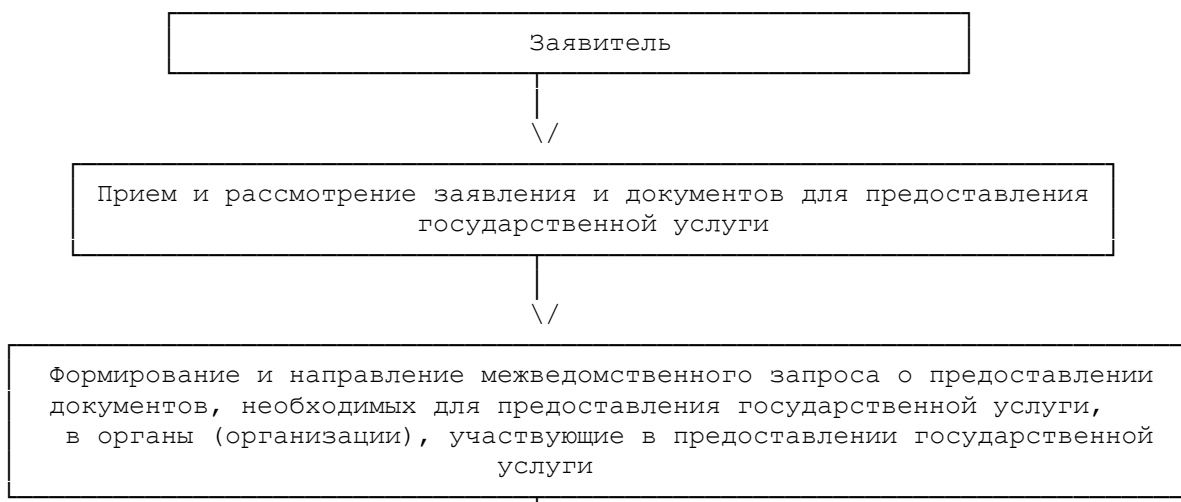 Заявитель
\/
Прием и рассмотрение заявления и документов для предоставления
государственной услуги
\/
Формирование и направление межведомственного запроса о предоставлении
документов, необходимых для предоставления государственной услуги,
в органы (организации), участвующие в предоставлении государственной
услуги